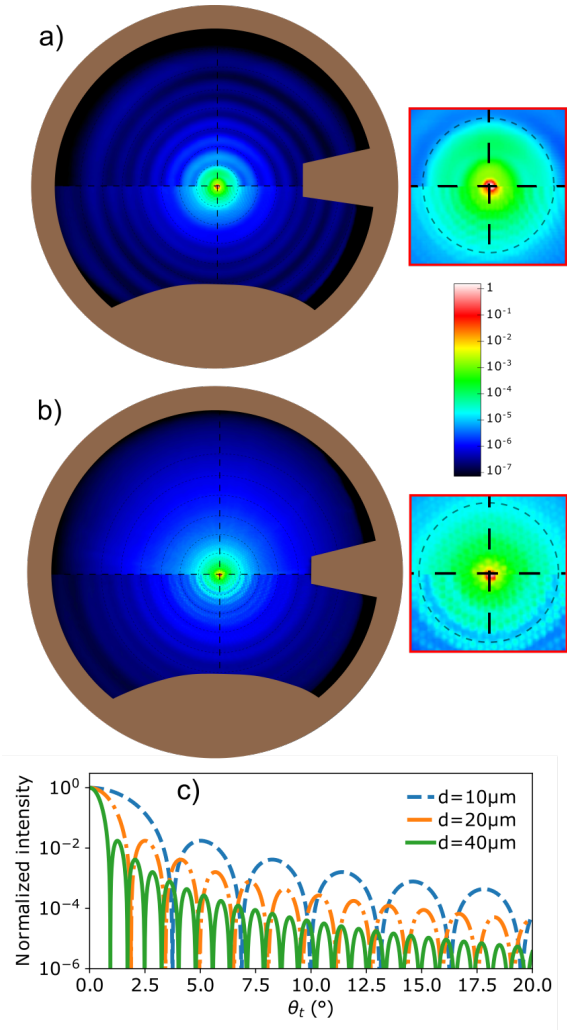 a)
1
10⁻¹
10⁻²
10⁻³
10⁻⁴
10⁻⁵
10⁻⁶
10⁻⁷
b)
c)
Normalized intensity
10⁰
10⁻²
10⁻⁴
10⁻⁶
d=10µm
d=20µm
d=40µm
0.0 2.5 5.0 7.5 10.0 12.5 15.0 17.5 20.0
θₜ (°)